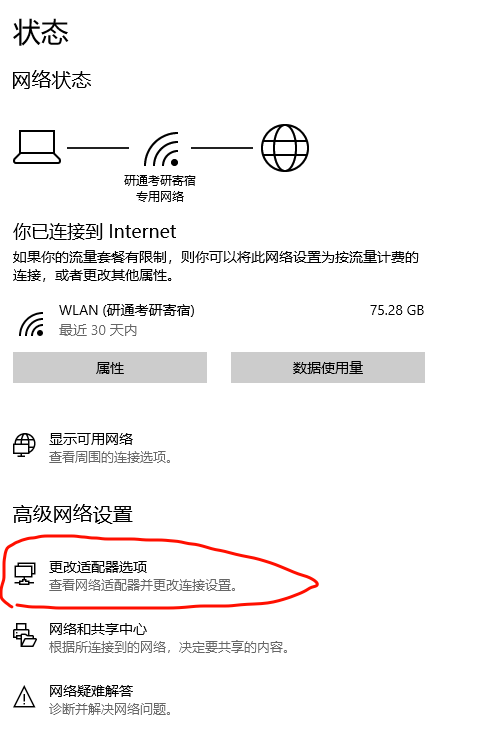 状态
网络状态
研通考研寄宿
专用网络
你已连接到 Internet
如果你的流量套餐有限制，则你可以将此网络设置为按流量计费的
连接，或者更改其他属性。
WLAN (研通考研寄宿)
75.28 GB
最近 30 天内
属性
数据使用量
显示可用网络
查看周围的连接选项。
高级网络设置
更改适配器选项
查看网络适配器并更改连接设置。
网络和共享中心
根据所连接到的网络，决定要共享的内容。
网络疑难解答
诊断并解决网络问题。